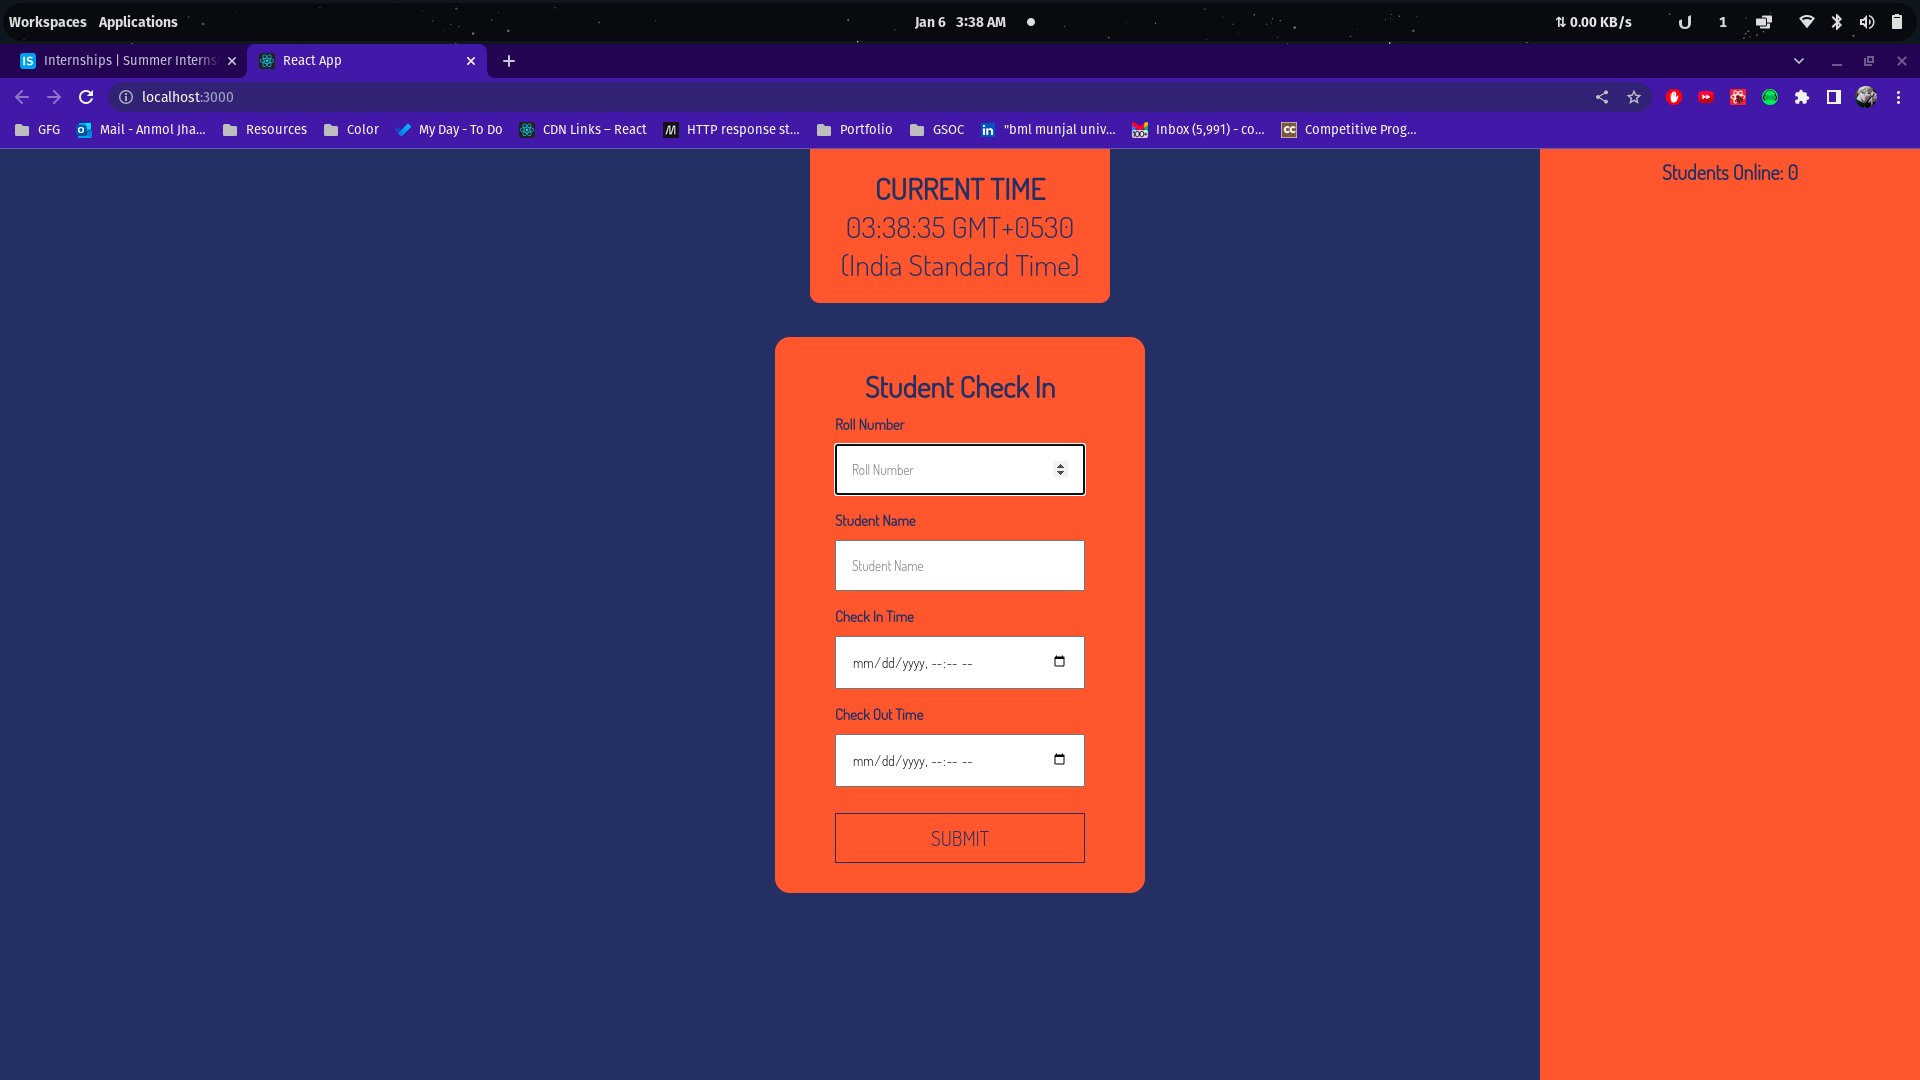 Workspaces Applications
Jan 6 3:38 AM
0.00 KB/s
1
Internships | Summer Interns
React App
localhost:3000
GFG
Mail - Anmol Jha...
Resources
Color
My Day - To Do
CDN Links – React
HTTP response st...
Portfolio
GSOC
"bml munjal univ...
Inbox (5,991) - co...
Competitive Prog...
CURRENT TIME
03:38:35 GMT+0530
(India Standard Time)
Students Online: 0
Student Check In
Roll Number
Roll Number
Student Name
Student Name
Check In Time
mm/dd/yyyy, --:-- --
Check Out Time
mm/dd/yyyy, --:-- --
SUBMIT